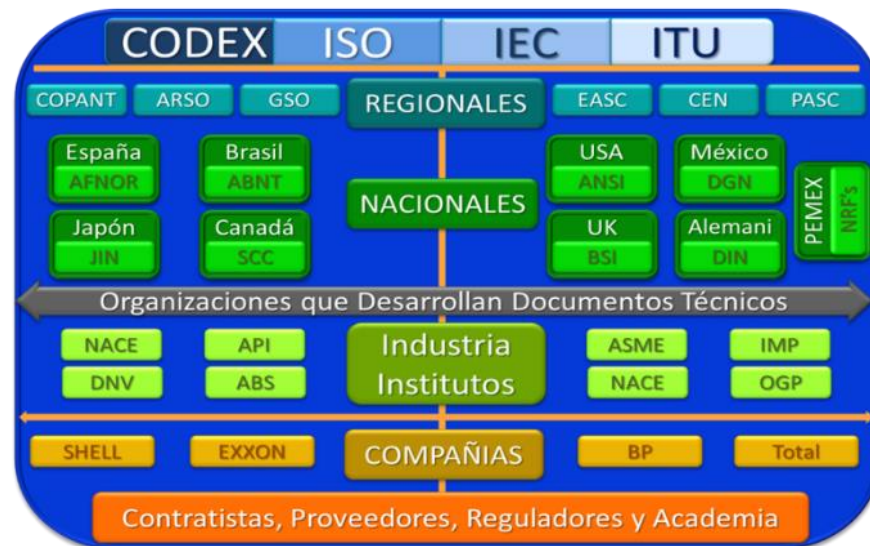 CODEX ISO IEC ITU
COPANT ARSO GSO REGIONALES EASC CEN PASC
España Brasil USA México
AFNOR ABNT ANSI DGN
NACIONALES
PEMEX NRF's
Japón Canadá UK Alemani
JIN SCC BSI DIN
Organizaciones que Desarrollan Documentos Técnicos
NACE API Industria ASME IMP
DNV ABS Institutos NACE OGP
SHELL EXXON COMPAÑIAS BP Total
Contratistas, Proveedores, Reguladores y Academia